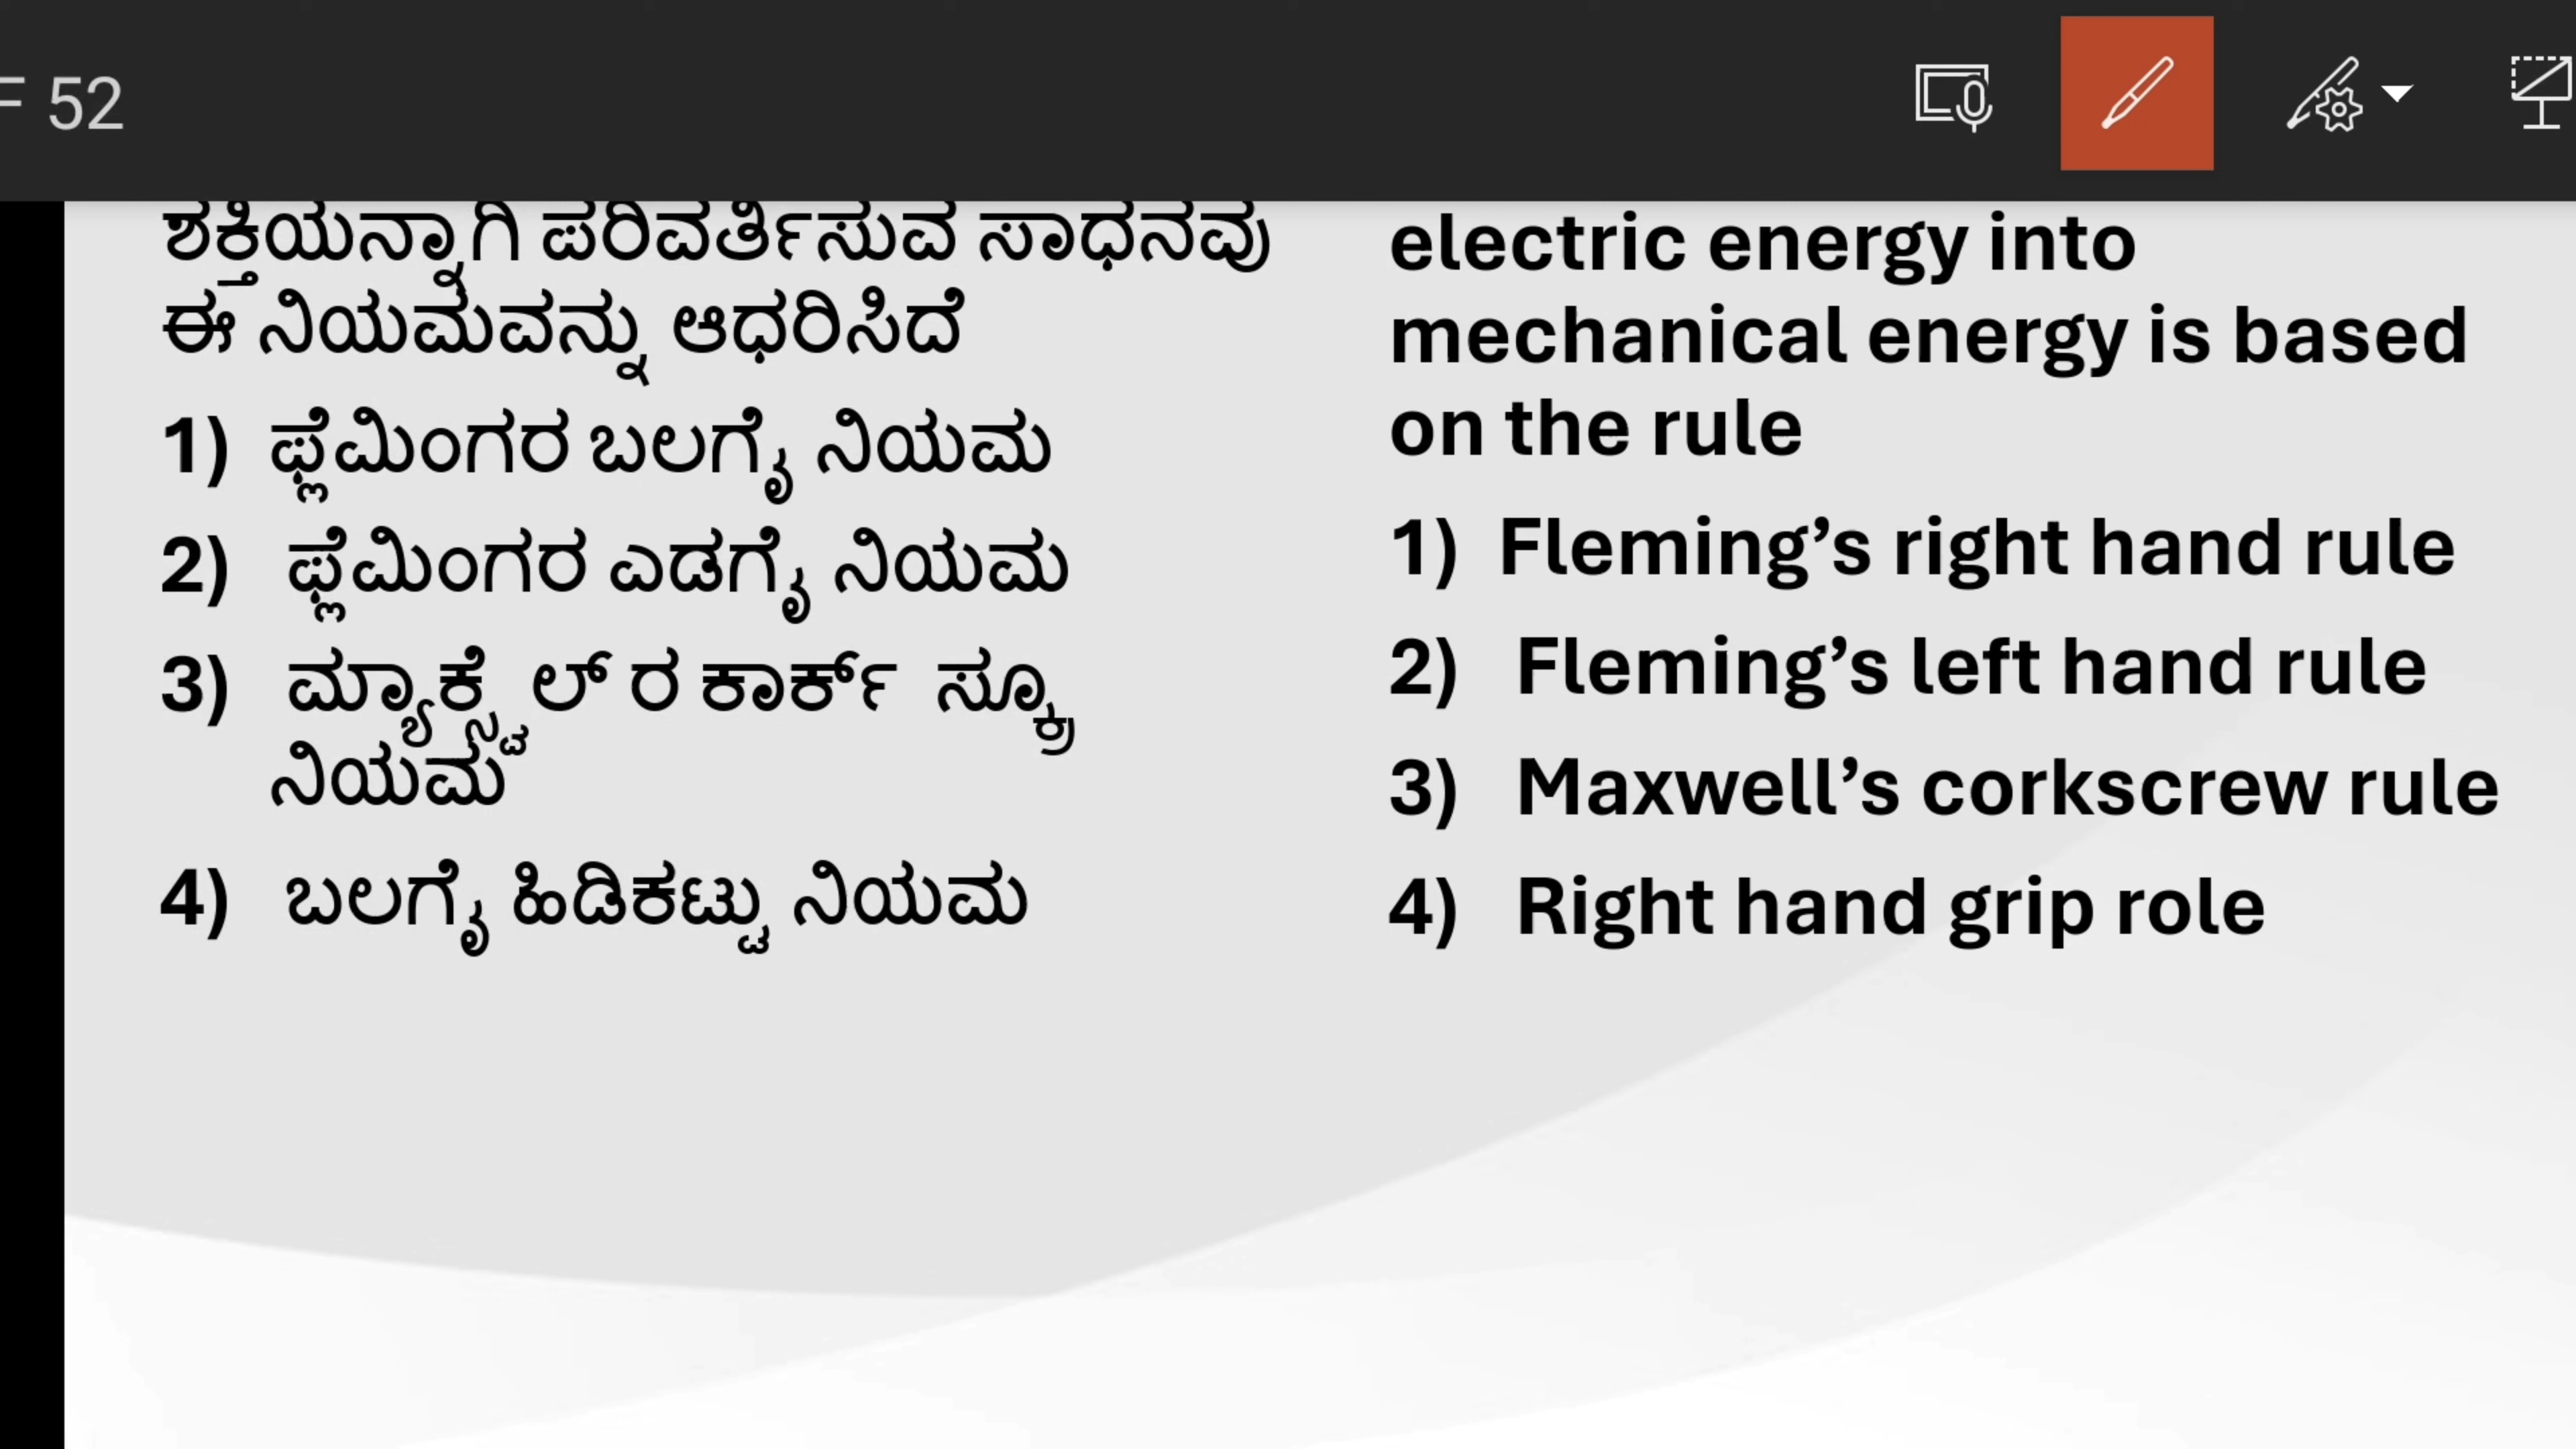 F 52
ಶಕ್ತಿಯನ್ನಾಗಿ ಪರಿವರ್ತಿಸುವ ಸಾಧನವು
ಈ ನಿಯಮವನ್ನು ಆಧರಿಸಿದೆ
1) ಫ್ಲೆಮಿಂಗರ ಬಲಗೈ ನಿಯಮ
2) ಫ್ಲೆಮಿಂಗರ ಎಡಗೈ ನಿಯಮ
3) ಮ್ಯಾಕ್ಸ್ಟೆಲ್ ರ ಕಾರ್ಕ್ ಸ್ಕ್ರೂ
ನಿಯಮ
4) ಬಲಗೈ ಹಿಡಿಕಟ್ಟು ನಿಯಮ
electric energy into
mechanical energy is based
on the rule
1) Fleming’s right hand rule
2) Fleming’s left hand rule
3) Maxwell’s corkscrew rule
4) Right hand grip role